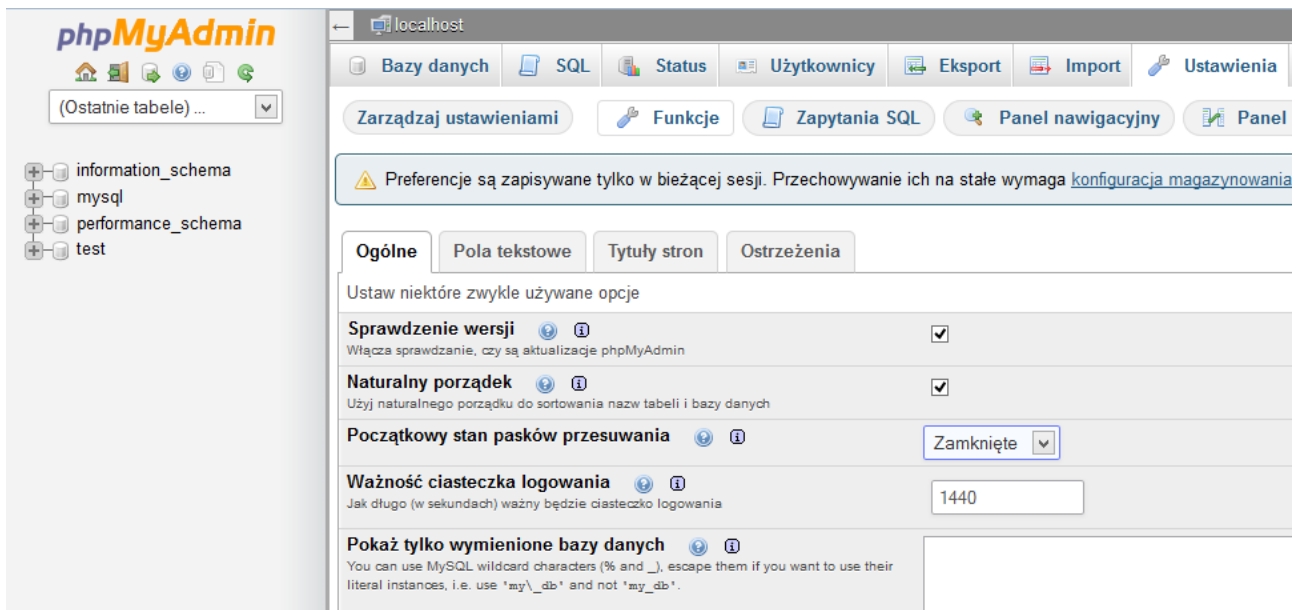 phpMyAdmin
(Ostatnie tabele) ...
information_schema
mysql
performance_schema
test
localhost
Bazy danych SQL Status Użytkownicy Eksport Import Ustawienia
Zarządzaj ustawieniami Funkcje Zapytania SQL Panel nawigacyjny Panel
Preferencje są zapisywane tylko w bieżącej sesji. Przechowywanie ich na stałe wymaga konfiguracja magazynowania
Ogólne Pola tekstowe Tytuły stron Ostrzeżenia
Ustaw niektóre zwykle używane opcje
Sprawdzenie wersji
Włącza sprawdzanie, czy są aktualizacje phpMyAdmin
Naturalny porządek
Użyj naturalnego porządku do sortowania nazw tabeli i bazy danych
Początkowy stan pasków przesuwania
Zamknięte
Ważność ciasteczka logowania
Jak długo (w sekundach) ważny będzie ciasteczko logowania
1440
Pokaż tylko wymienione bazy danych
You can use MySQL wildcard characters (% and _), escape them if you want to use their
literal instances, i.e. use 'my\_db' and not 'my_db'.